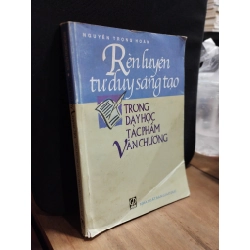 NGUYỄN TRỌNG HOÀN
Rèn luyện
tư duy sáng tạo
TRONG
DẠY HỌC
TÁC PHẨM
VĂN CHƯƠNG